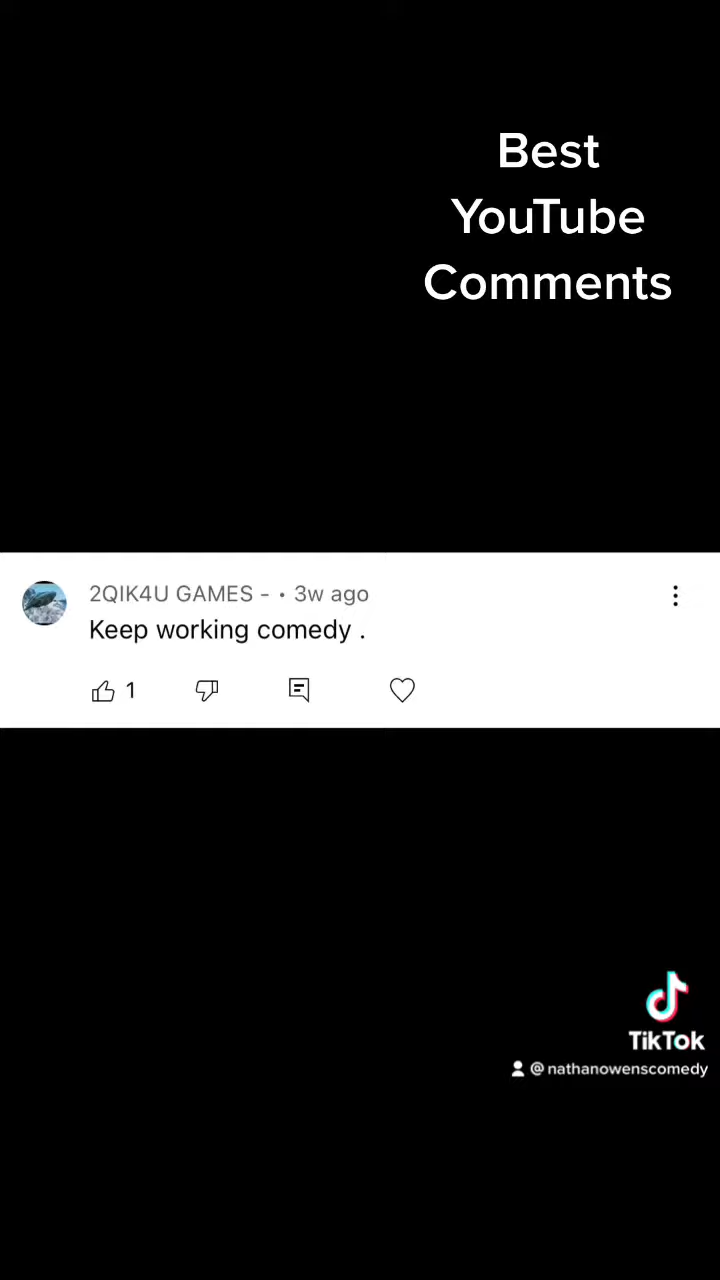 Best
YouTube
Comments
2QIK4U GAMES - • 3w ago
Keep working comedy .
1
TikTok
@nathanowenscomedy